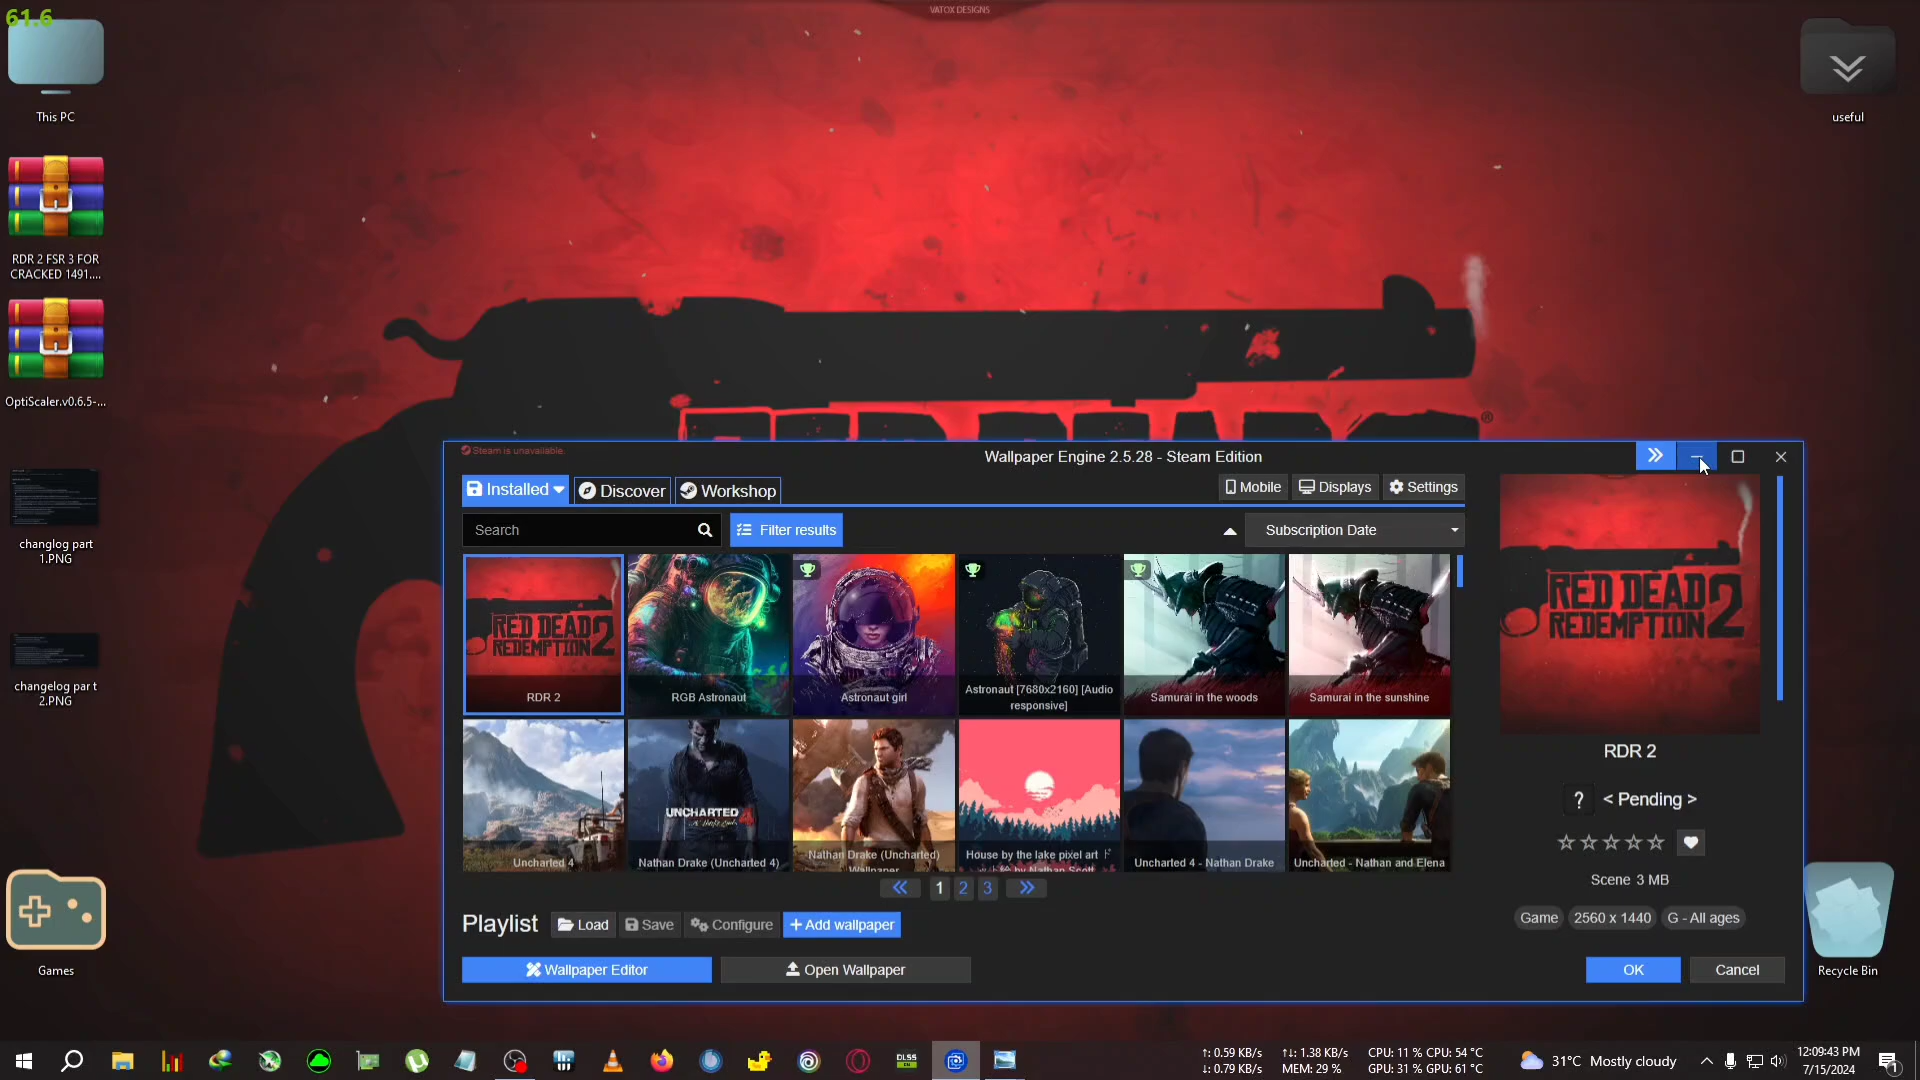 61.6
VATOX DESIGNS
This PC
RDR 2 FSR 3 FOR
CRACKED 1491....
OptiScaler.v0.6.5-...
changlog part
1.PNG
changelog par t
2.PNG
Games
useful
Recycle Bin
Steam is unavailable.
Wallpaper Engine 2.5.28 - Steam Edition
Installed
Discover
Workshop
Mobile
Displays
Settings
Search
Filter results
Subscription Date
RED DEAD
REDEMPTION 2
RDR 2
RGB Astronaut
Astronaut girl
Astronaut [7680x2160] [Audio
responsive]
Samurai in the woods
Samurai in the sunshine
Uncharted 4
UNCHARTED 4
Nathan Drake (Uncharted 4)
Nathan Drake (Uncharted)
Wallpaper
House by the lake pixel art ド
by Nathan Scott
Uncharted 4 - Nathan Drake
Uncharted - Nathan and Elena
1 2 3
Playlist
Load
Save
Configure
Add wallpaper
Wallpaper Editor
Open Wallpaper
RED DEAD
REDEMPTION 2
RDR 2
? < Pending >
Scene 3 MB
Game
2560 x 1440
G - All ages
OK
Cancel
DLSS
↑: 0.59 KB/s
↓: 0.79 KB/s
↑↓: 1.38 KB/s
MEM: 29 %
CPU: 11 % CPU: 54 °C
GPU: 31 % GPU: 61 °C
31°C Mostly cloudy
12:09:43 PM
7/15/2024
1